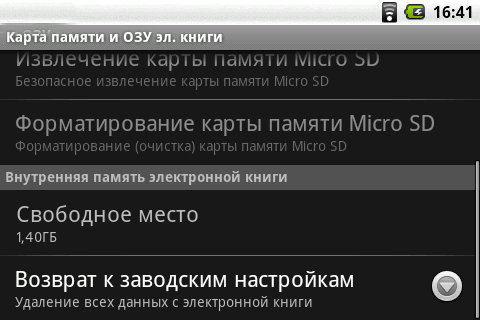 16:41
Карта памяти и ОЗУ эл. книги
Извлечение карты памяти Micro SD
Безопасное извлечение карты памяти Micro SD
Форматирование карты памяти Micro SD
Форматирование (очистка) карты памяти Micro SD
Внутренняя память электронной книги
Свободное место
1,40ГБ
Возврат к заводским настройкам
Удаление всех данных с электронной книги